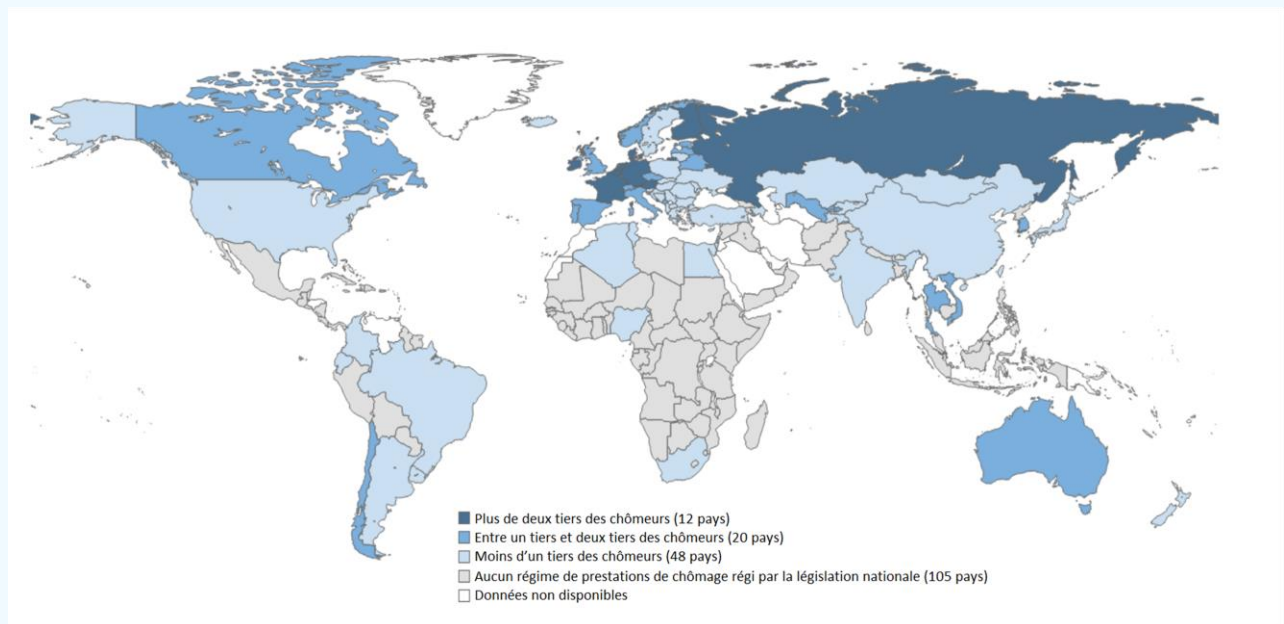 Plus de deux tiers des chômeurs (12 pays)
Entre un tiers et deux tiers des chômeurs (20 pays)
Moins d'un tiers des chômeurs (48 pays)
Aucun régime de prestations de chômage régi par la législation nationale (105 pays)
Données non disponibles